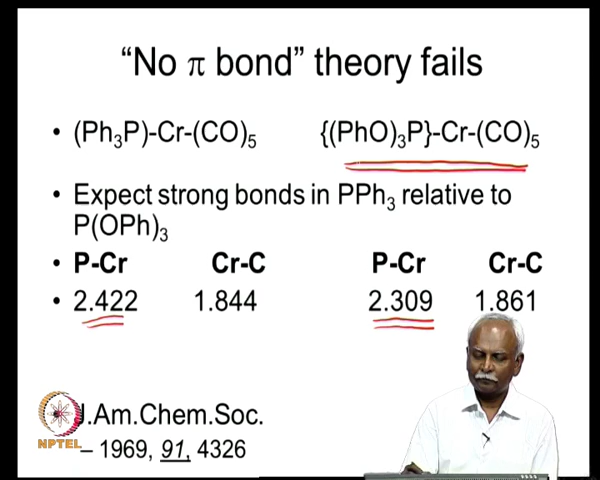 “No π bond” theory fails
• (Ph₃P)-Cr-(CO)₅ {(PhO)₃P}-Cr-(CO)₅
• Expect strong bonds in PPh₃ relative to
P(OPh)₃
• P-Cr Cr-C P-Cr Cr-C
• 2.422 1.844 2.309 1.861
J.Am.Chem.Soc.
– 1969, 91, 4326
NPTEL